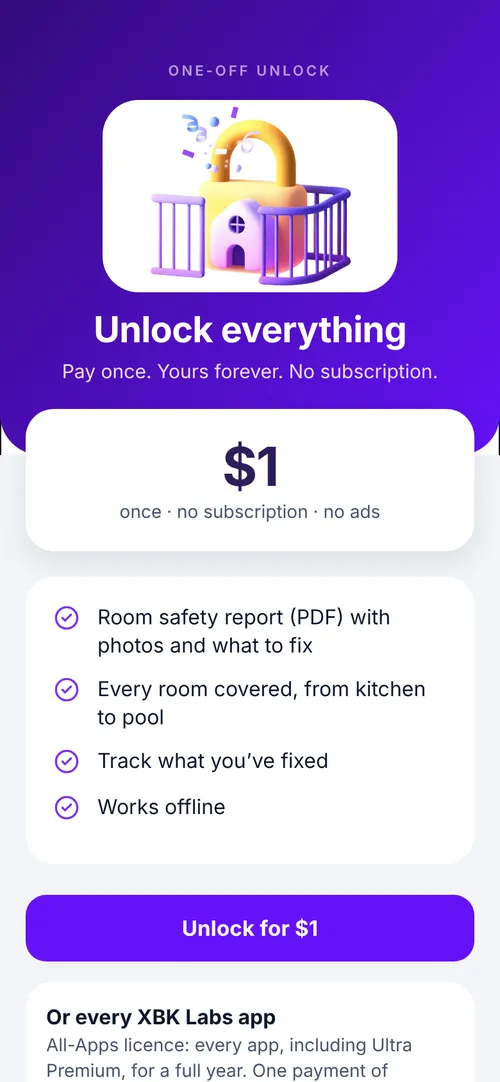 ONE-OFF UNLOCK
Unlock everything
Pay once. Yours forever. No subscription.
$1
once · no subscription · no ads
Room safety report (PDF) with
photos and what to fix
Every room covered, from kitchen
to pool
Track what you’ve fixed
Works offline
Unlock for $1
Or every XBK Labs app
All-Apps licence: every app, including Ultra
Premium, for a full year. One payment of